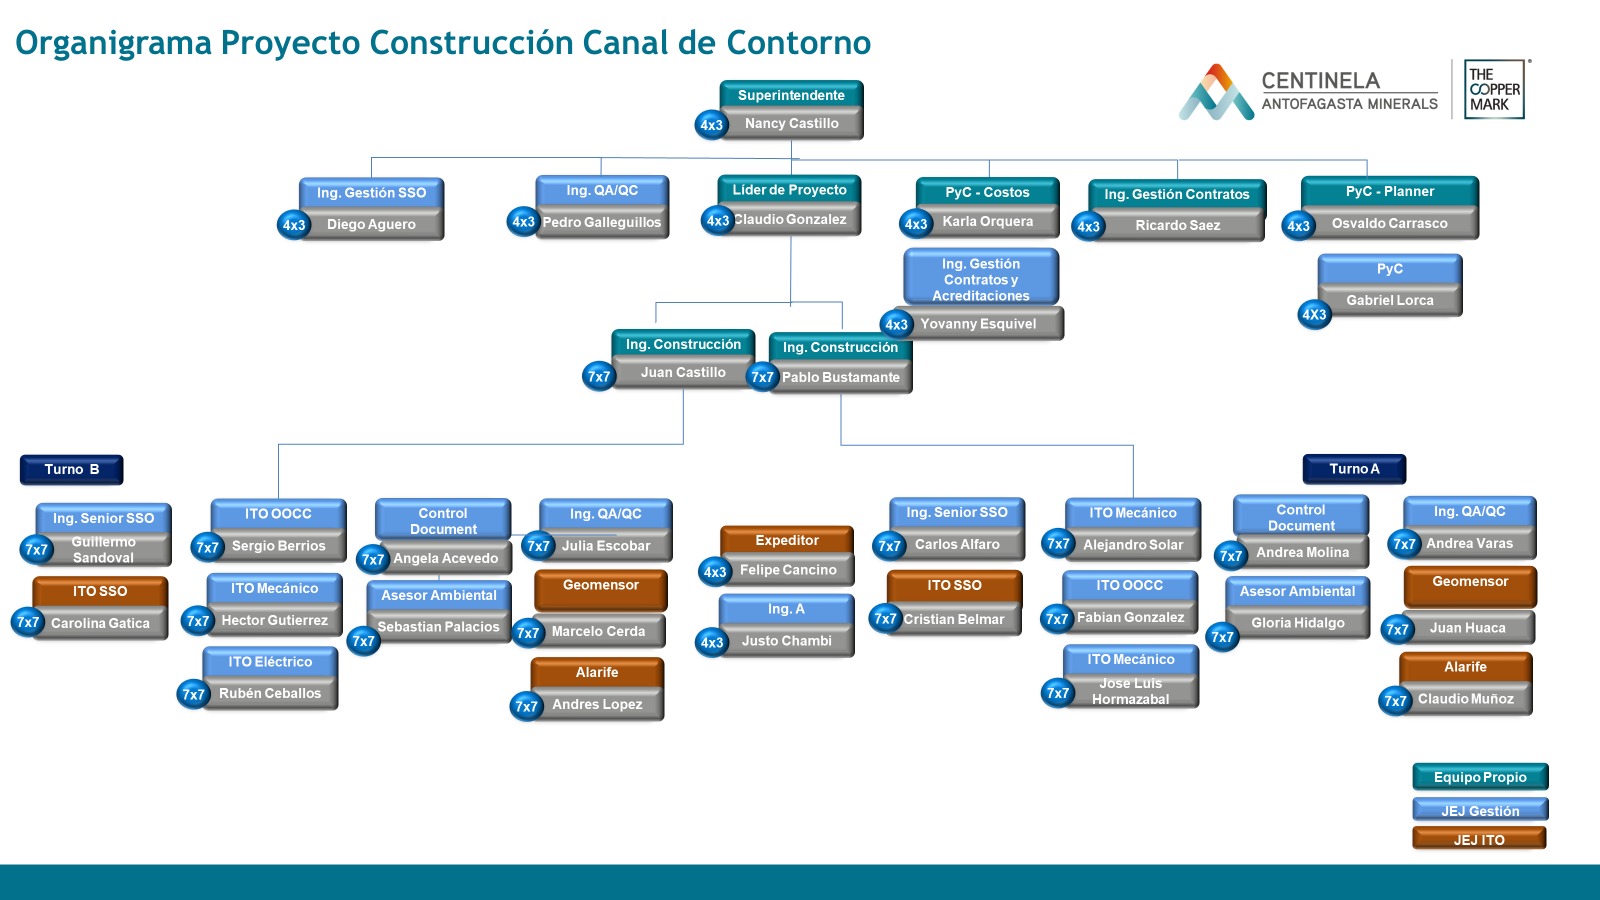 Organigrama Proyecto Construcción Canal de Contorno
CENTINELA
ANTOFAGASTA MINERALS
THE
COPPER
MARK
Superintendente
4x3
Nancy Castillo
Ing. Gestión SSO
4x3
Diego Aguero
Ing. QA/QC
4x3
Pedro Galleguillos
Líder de Proyecto
4x3
Claudio Gonzalez
PyC - Costos
4x3
Karla Orquera
Ing. Gestión Contratos
4x3
Ricardo Saez
PyC - Planner
4x3
Osvaldo Carrasco
Ing. Gestión
Contratos y
Acreditaciones
4x3
Yovanny Esquivel
PyC
4X3
Gabriel Lorca
Ing. Construcción
7x7
Juan Castillo
Ing. Construcción
7x7
Pablo Bustamante
Turno B
Ing. Senior SSO
7x7
Guillermo
Sandoval
ITO SSO
7x7
Carolina Gatica
ITO OOCC
7x7
Sergio Berrios
ITO Mecánico
7x7
Hector Gutierrez
ITO Eléctrico
7x7
Rubén Ceballos
Control
Document
7x7
Angela Acevedo
Asesor Ambiental
7x7
Sebastian Palacios
Ing. QA/QC
7x7
Julia Escobar
Geomensor
7x7
Marcelo Cerda
Alarife
7x7
Andres Lopez
Expeditor
4x3
Felipe Cancino
Ing. A
4x3
Justo Chambi
Turno A
Ing. Senior SSO
7x7
Carlos Alfaro
ITO SSO
7x7
Cristian Belmar
ITO Mecánico
7x7
Alejandro Solar
ITO OOCC
7x7
Fabian Gonzalez
ITO Mecánico
7x7
Jose Luis
Hormazabal
Control
Document
7x7
Andrea Molina
Asesor Ambiental
7x7
Gloria Hidalgo
Ing. QA/QC
7x7
Andrea Varas
Geomensor
7x7
Juan Huaca
Alarife
7x7
Claudio Muñoz
Equipo Propio
JEJ Gestión
JEJ ITO